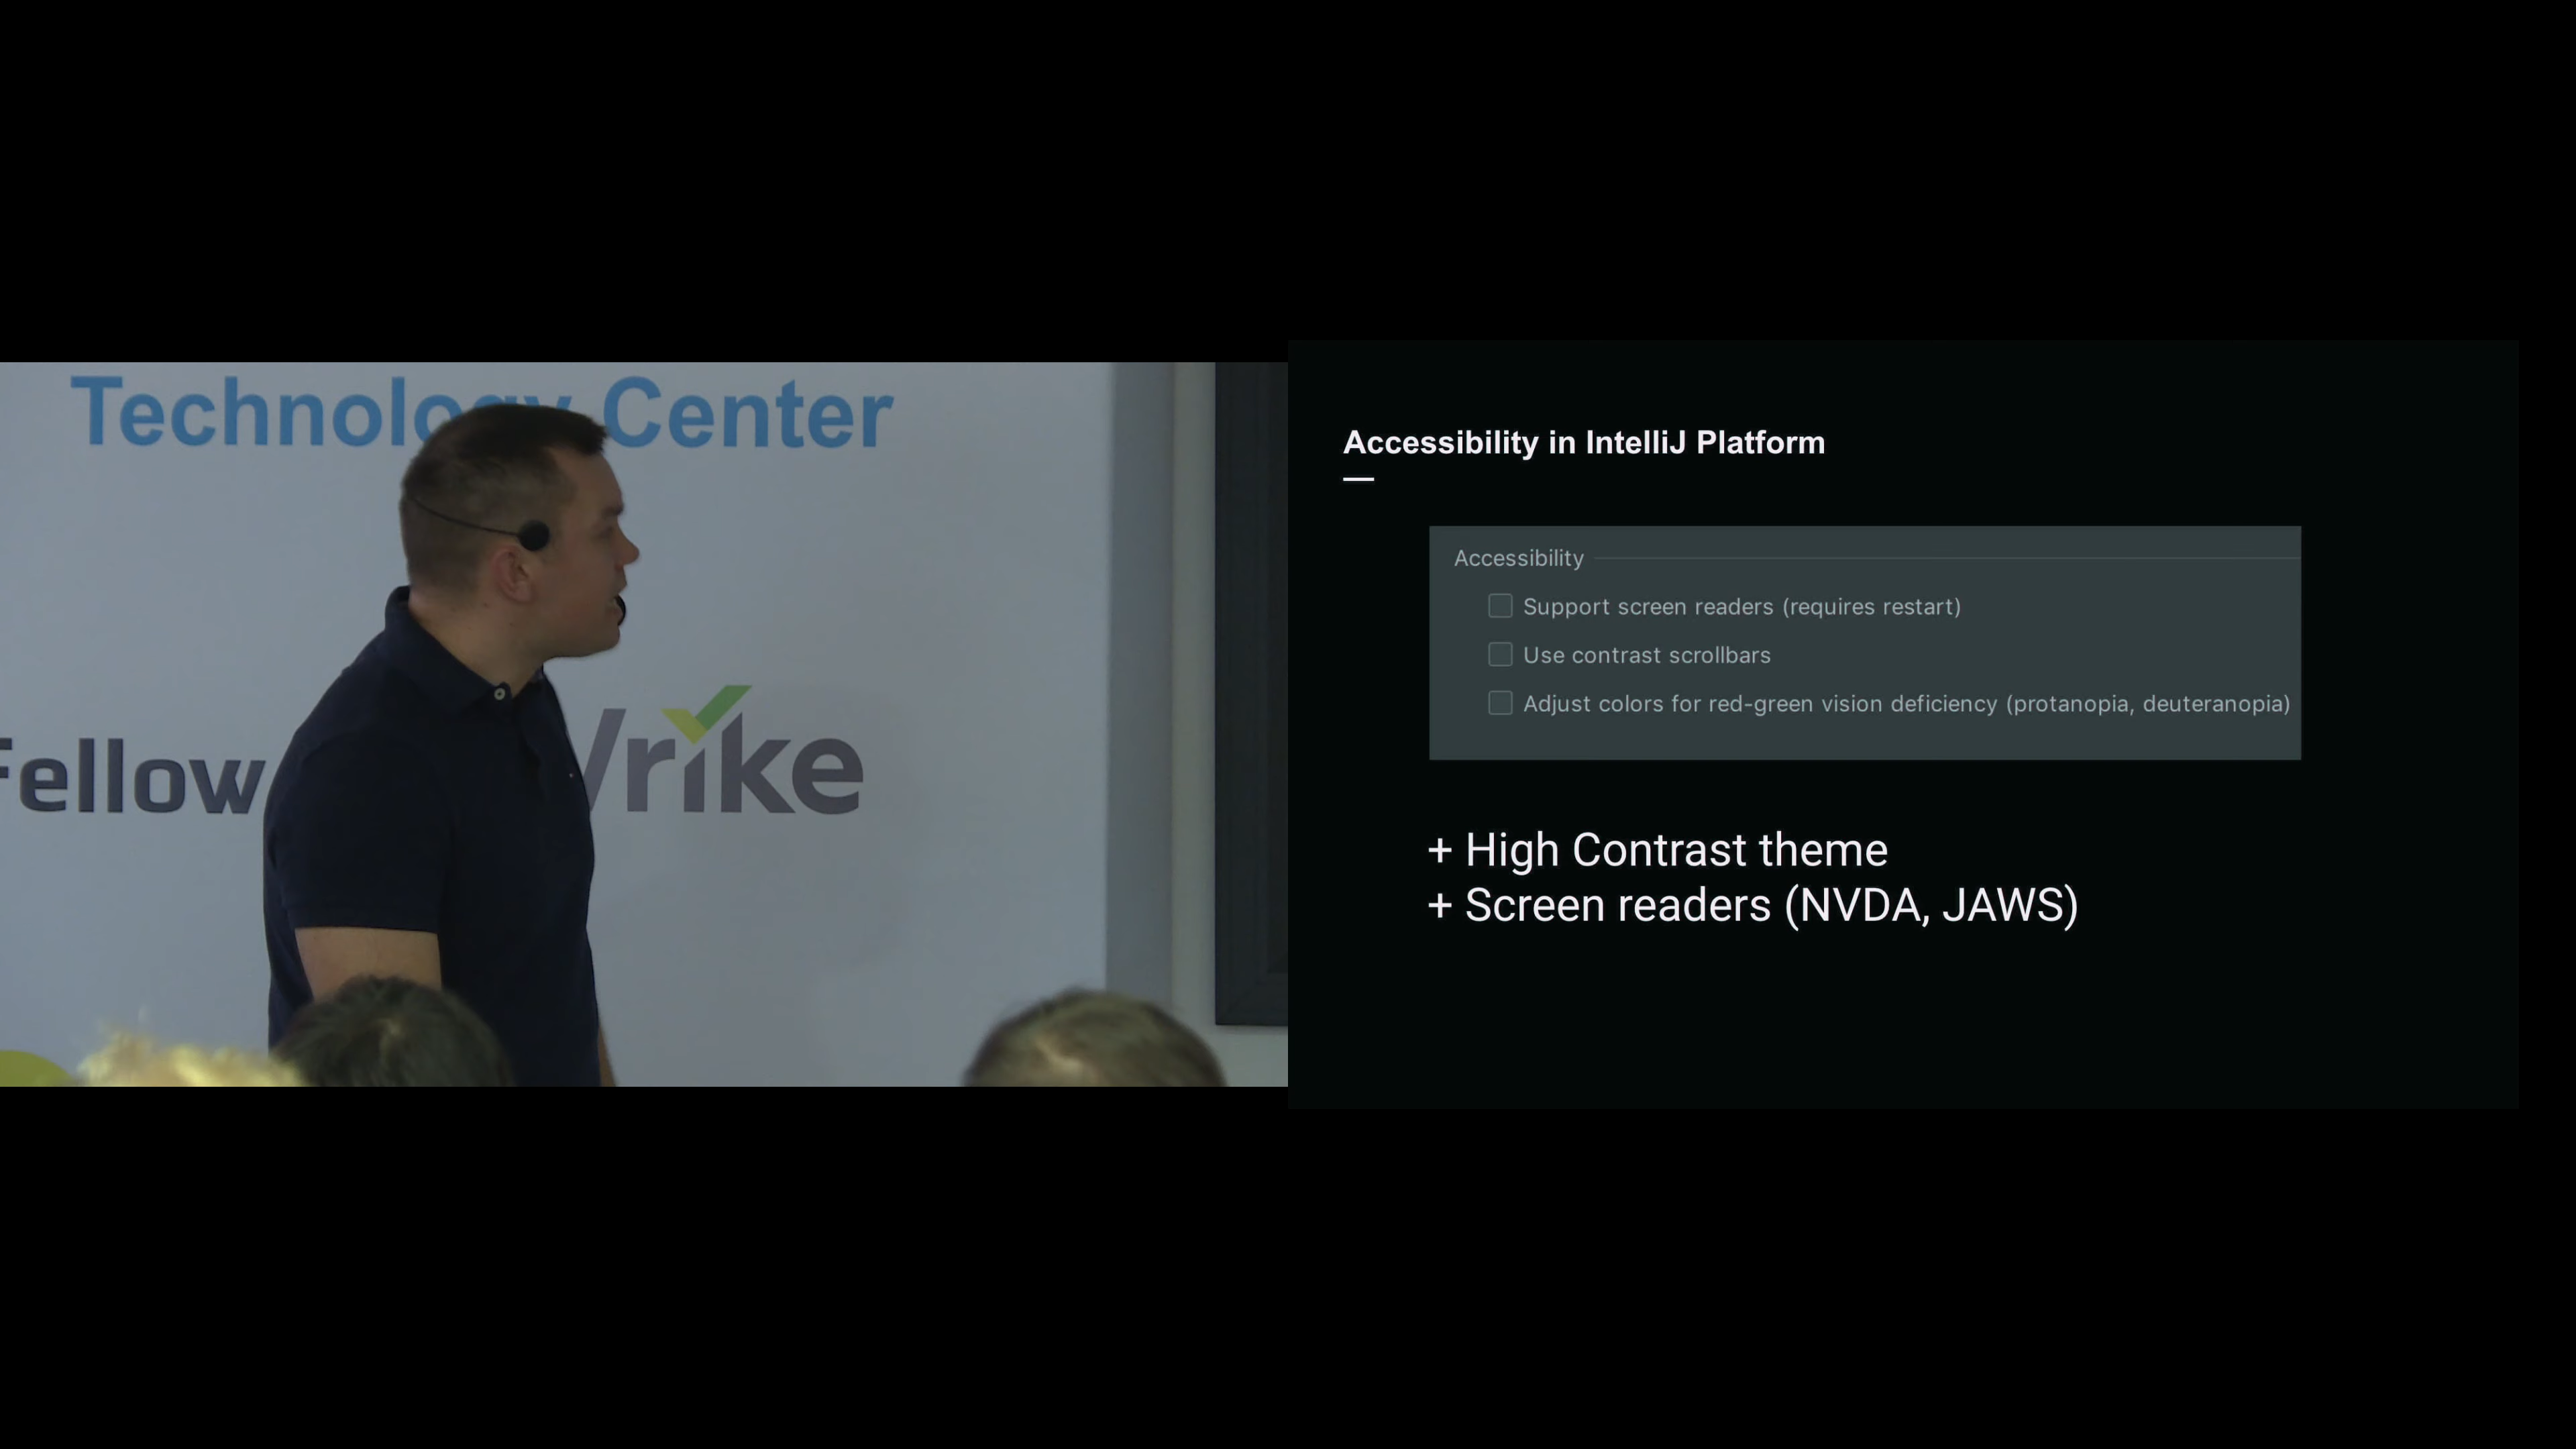 Technology Center
Fellow
Wrike
Accessibility in IntelliJ Platform
Accessibility
Support screen readers (requires restart)
Use contrast scrollbars
Adjust colors for red-green vision deficiency (protanopia, deuteranopia)
+ High Contrast theme
+ Screen readers (NVDA, JAWS)